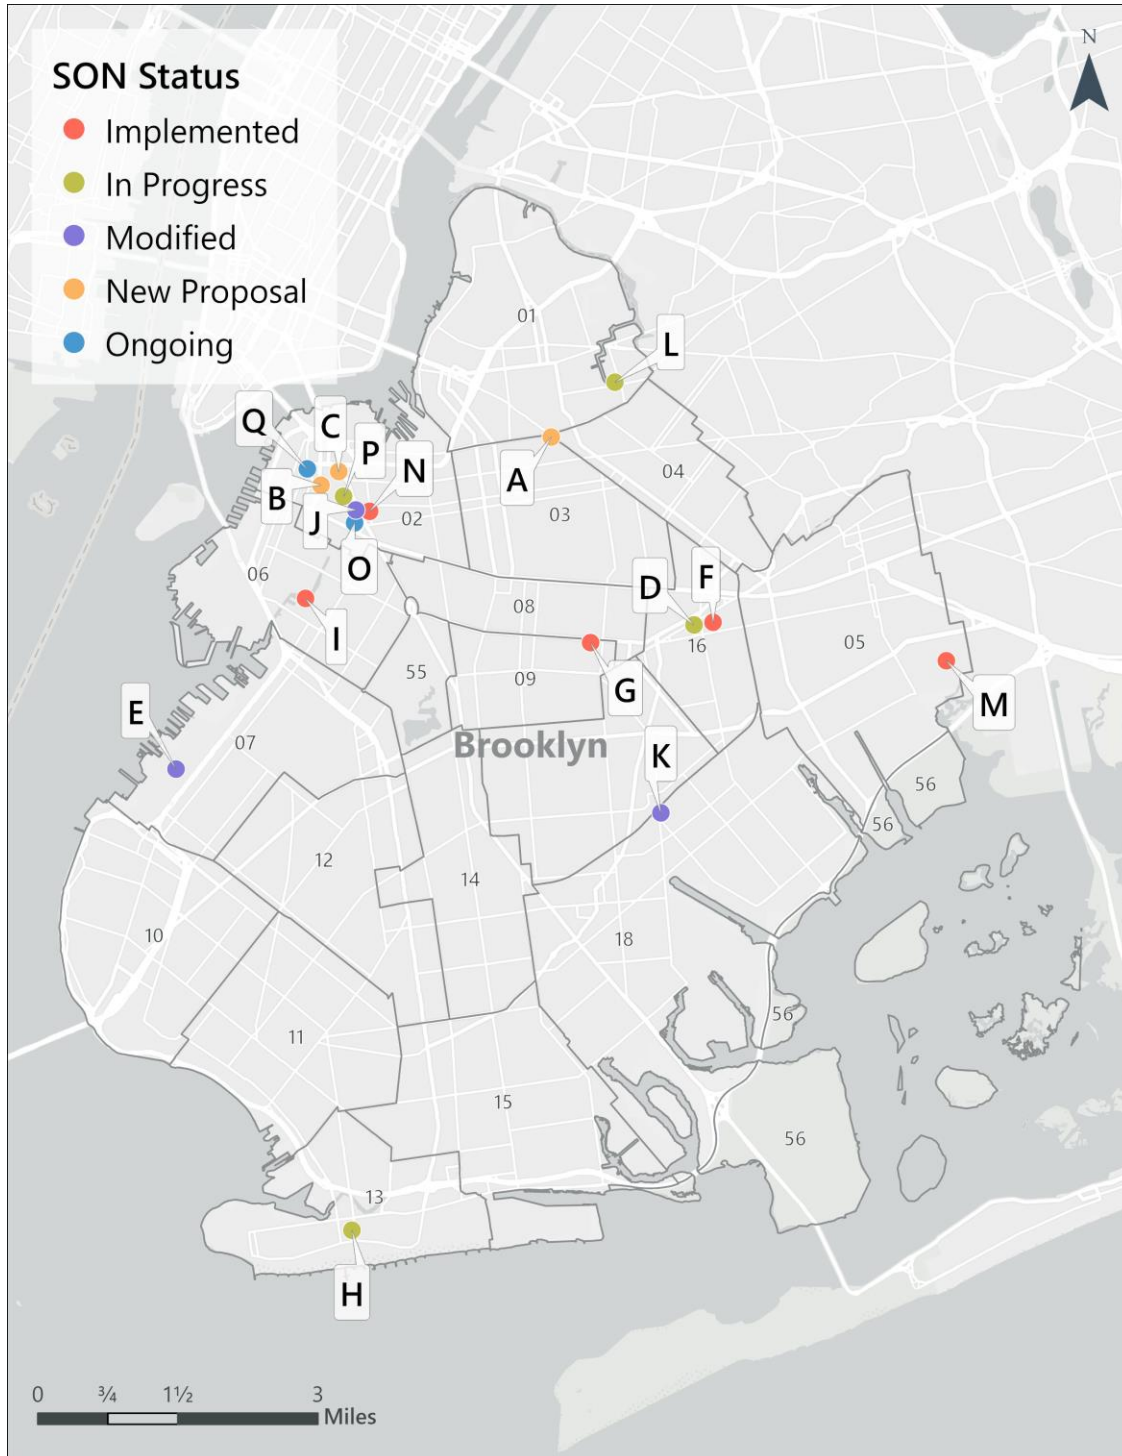 N
SON Status
Implemented
In Progress
Modified
New Proposal
Ongoing
01
L
Q
C
P
N
A
04
B
J
02
03
O
06
D
F
08
I
16
05
G
55
09
M
E
07
Brooklyn
K
56
56
12
14
10
18
56
11
15
56
13
H
0 ¾ 1½ 3
Miles